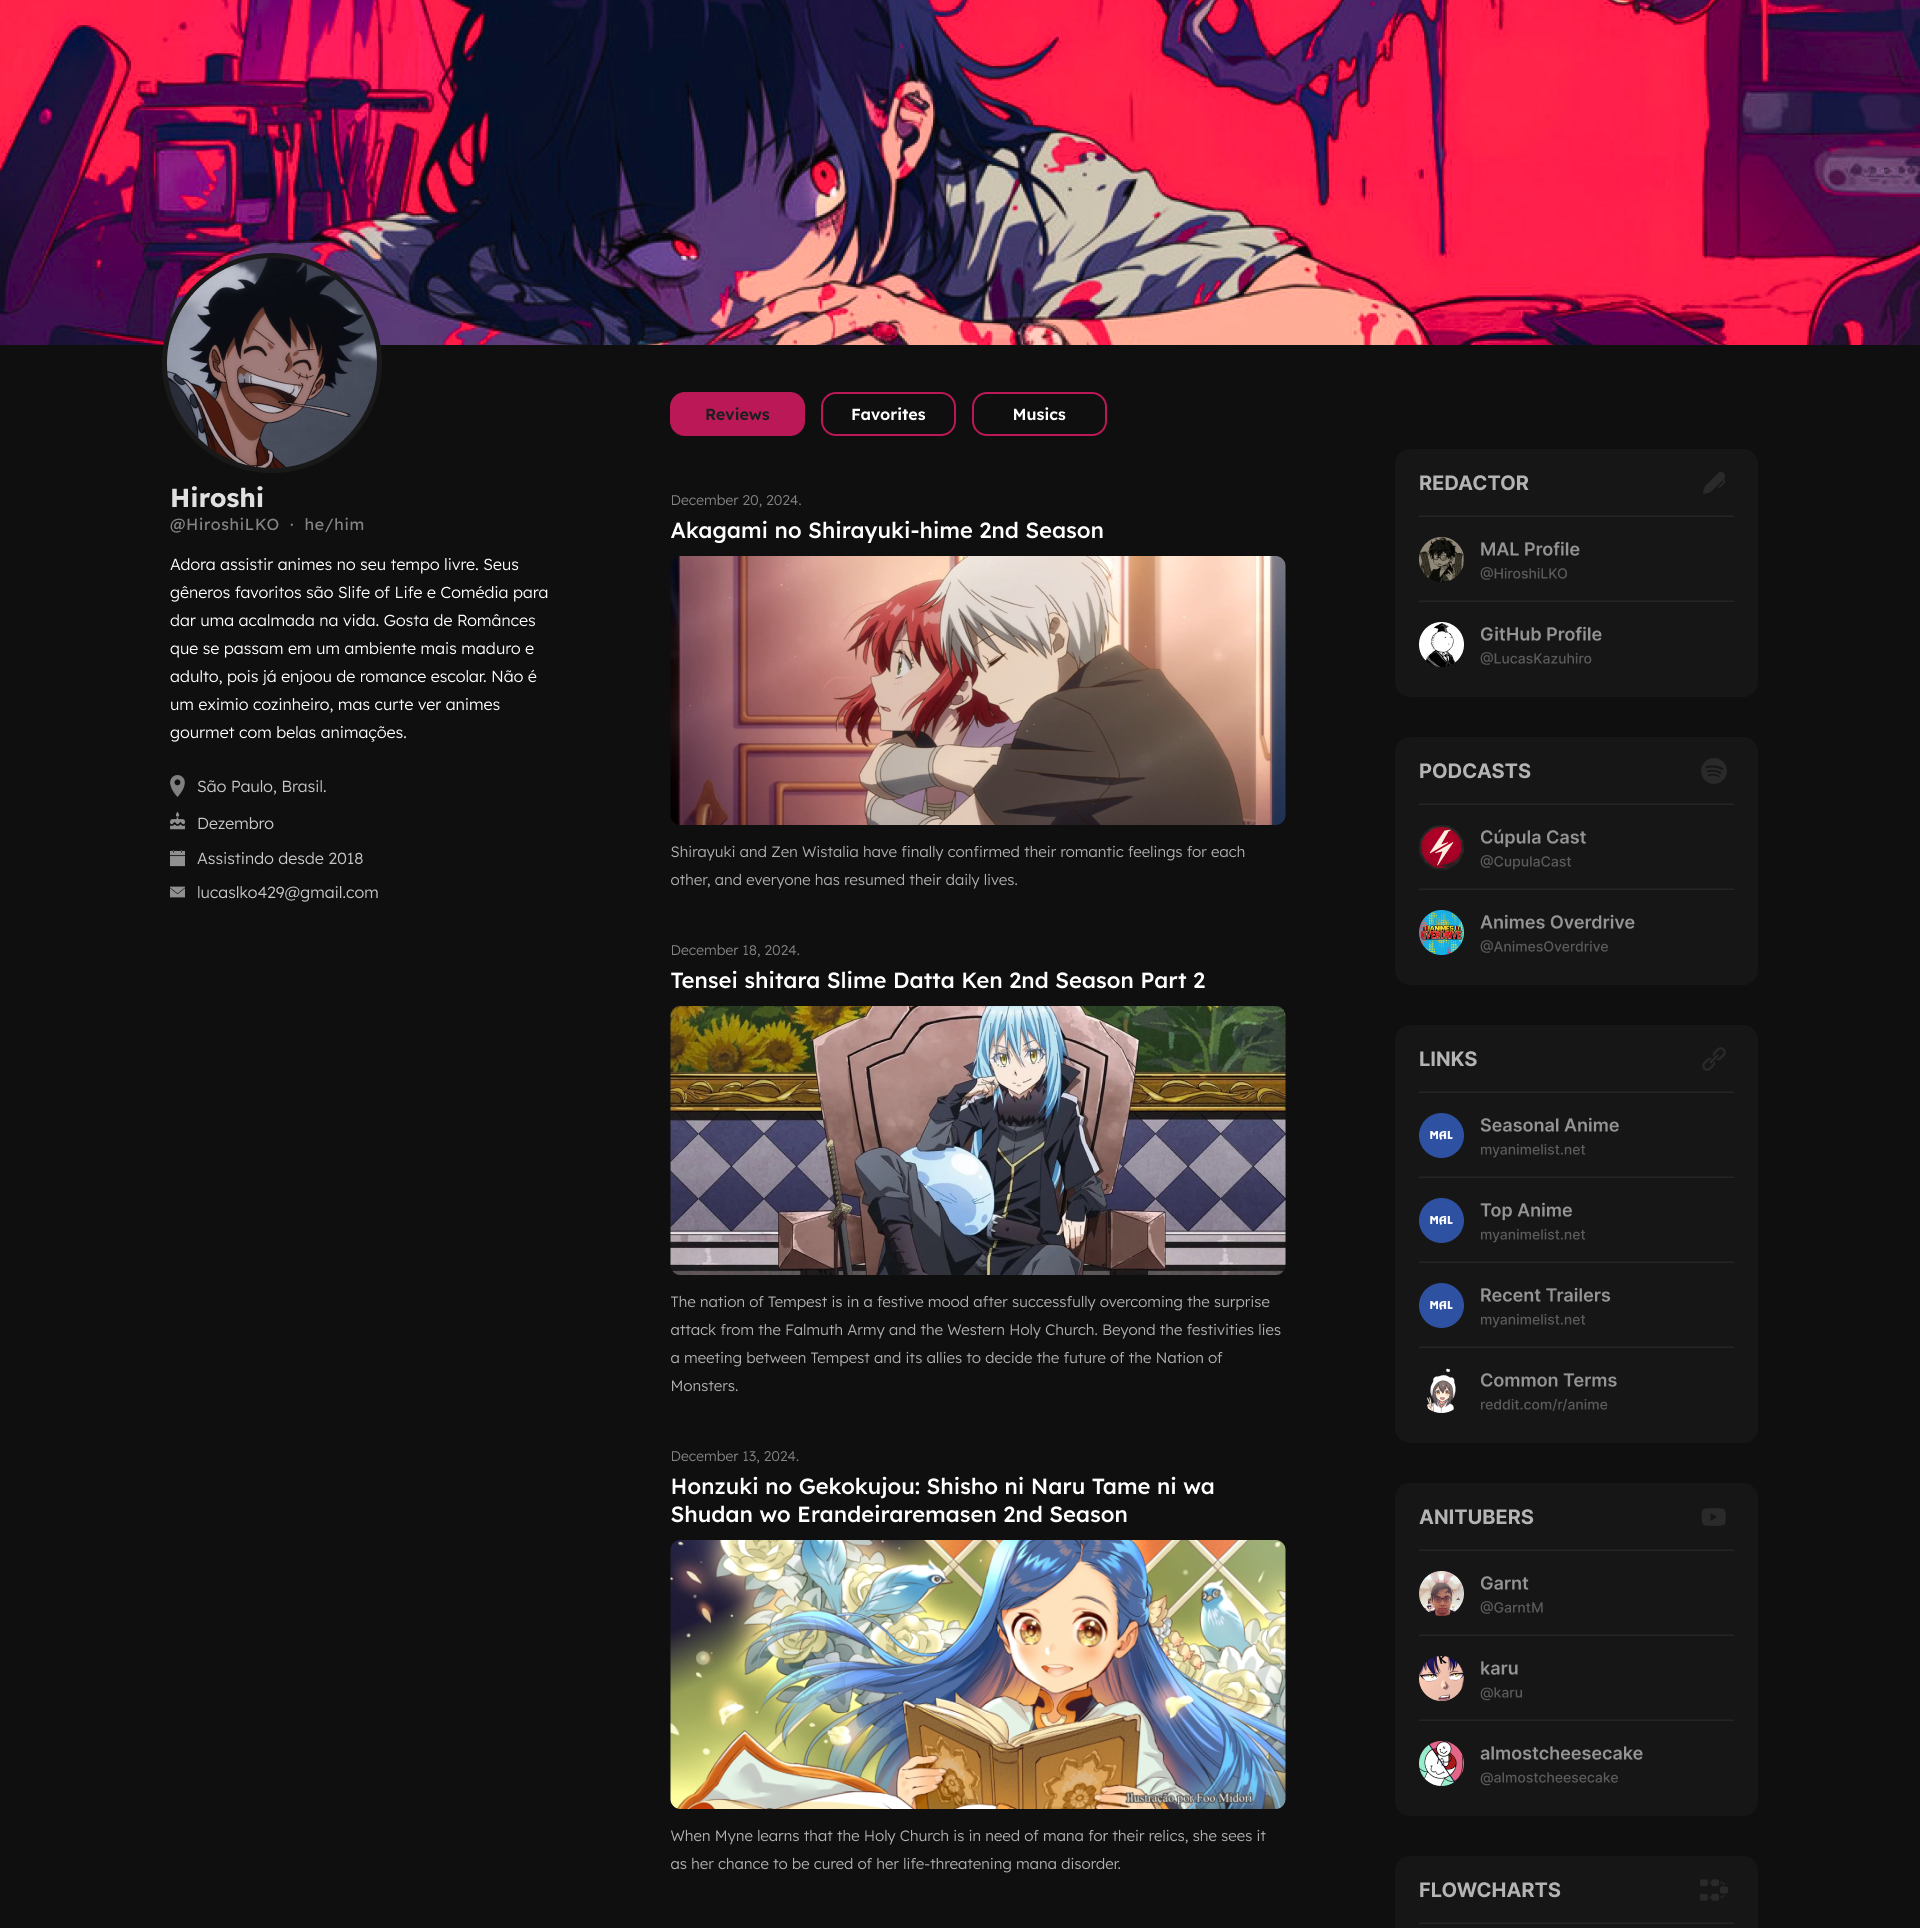 Hiroshi
@HiroshiLKO · he/him
Adora assistir animes no seu tempo livre. Seus
gêneros favoritos são Slife of Life e Comédia para
dar uma acalmada na vida. Gosta de Românces
que se passam em um ambiente mais maduro e
adulto, pois já enjoou de romance escolar. Não é
um eximio cozinheiro, mas curte ver animes
gourmet com belas animações.
São Paulo, Brasil.
Dezembro
Assistindo desde 2018
lucaslko429@gmail.com
Reviews
Favorites
Musics
December 20, 2024.
Akagami no Shirayuki-hime 2nd Season
Shirayuki and Zen Wistalia have finally confirmed their romantic feelings for each
other, and everyone has resumed their daily lives.
December 18, 2024.
Tensei shitara Slime Datta Ken 2nd Season Part 2
The nation of Tempest is in a festive mood after successfully overcoming the surprise
attack from the Falmuth Army and the Western Holy Church. Beyond the festivities lies
a meeting between Tempest and its allies to decide the future of the Nation of
Monsters.
December 13, 2024.
Honzuki no Gekokujou: Shisho ni Naru Tame ni wa
Shudan wo Erandeiraremasen 2nd Season
Ilustração por Foo Midori
When Myne learns that the Holy Church is in need of mana for their relics, she sees it
as her chance to be cured of her life-threatening mana disorder.
REDACTOR
MAL Profile
@HiroshiLKO
GitHub Profile
@LucasKazuhiro
PODCASTS
Cúpula Cast
@CupulaCast
ANIMES
OVERDRIVE
Animes Overdrive
@AnimesOverdrive
LINKS
MAL
Seasonal Anime
myanimelist.net
MAL
Top Anime
myanimelist.net
MAL
Recent Trailers
myanimelist.net
Common Terms
reddit.com/r/anime
ANITUBERS
Garnt
@GarntM
K
karu
@karu
almostcheesecake
@almostcheesecake
FLOWCHARTS